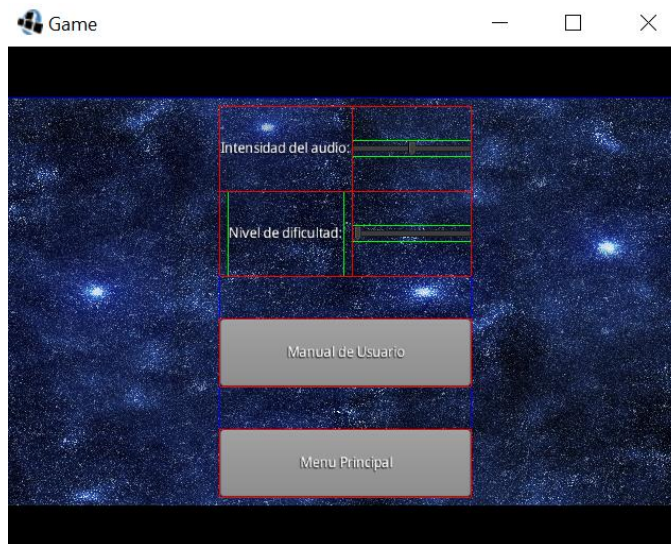 Game
Intensidad del audio:
Nivel de dificultad:
Manual de Usuario
Menu Principal